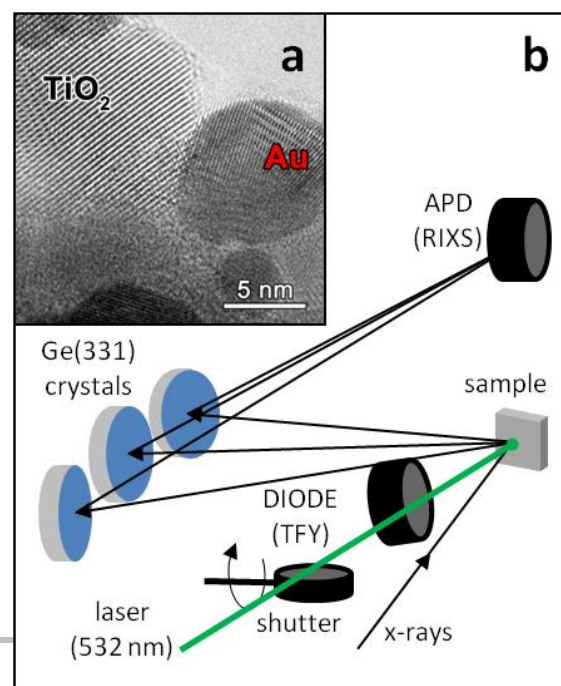 a
TiO₂
Au
5 nm
b
APD
(RIXS)
Ge(331)
crystals
sample
DIODE
(TFY)
laser
(532 nm)
shutter
x-rays